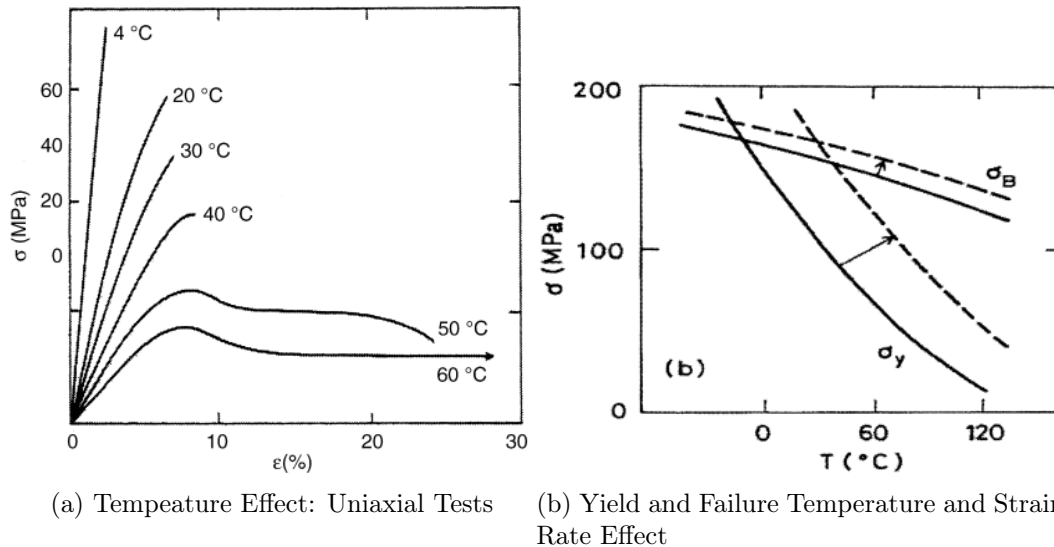 4 °C
60
20 °C
40
30 °C
20
40 °C
0
σ (MPa)
50 °C
60 °C
0
10
20
30
ε(%)
(a) Tempeature Effect: Uniaxial Tests
200
σB
100
σ (MPa)
σy
(b)
0
0
60
120
T (°C)
(b) Yield and Failure Temperature and Strain
Rate Effect